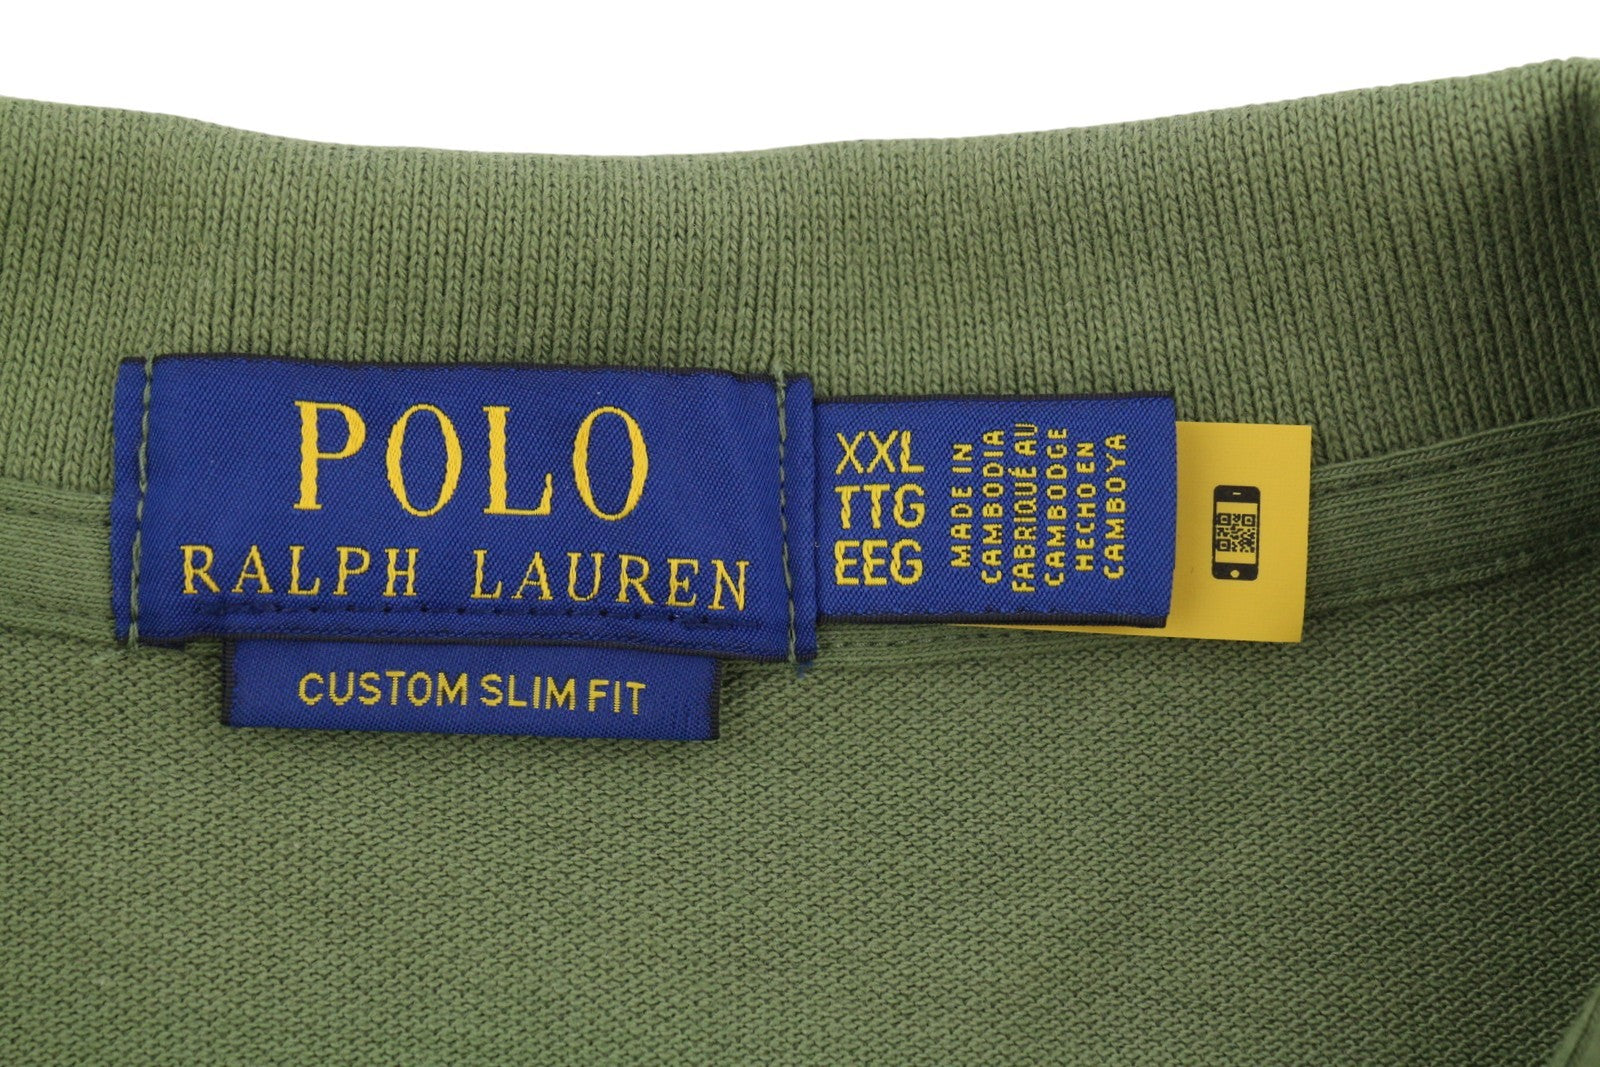 POLO
RALPH LAUREN
CUSTOM SLIM FIT
XXL
TTG
EEG
MADE IN
CAMBODIA
FABRIQUÉ AU
CAMBODGE
HECHO EN
CAMBOYA